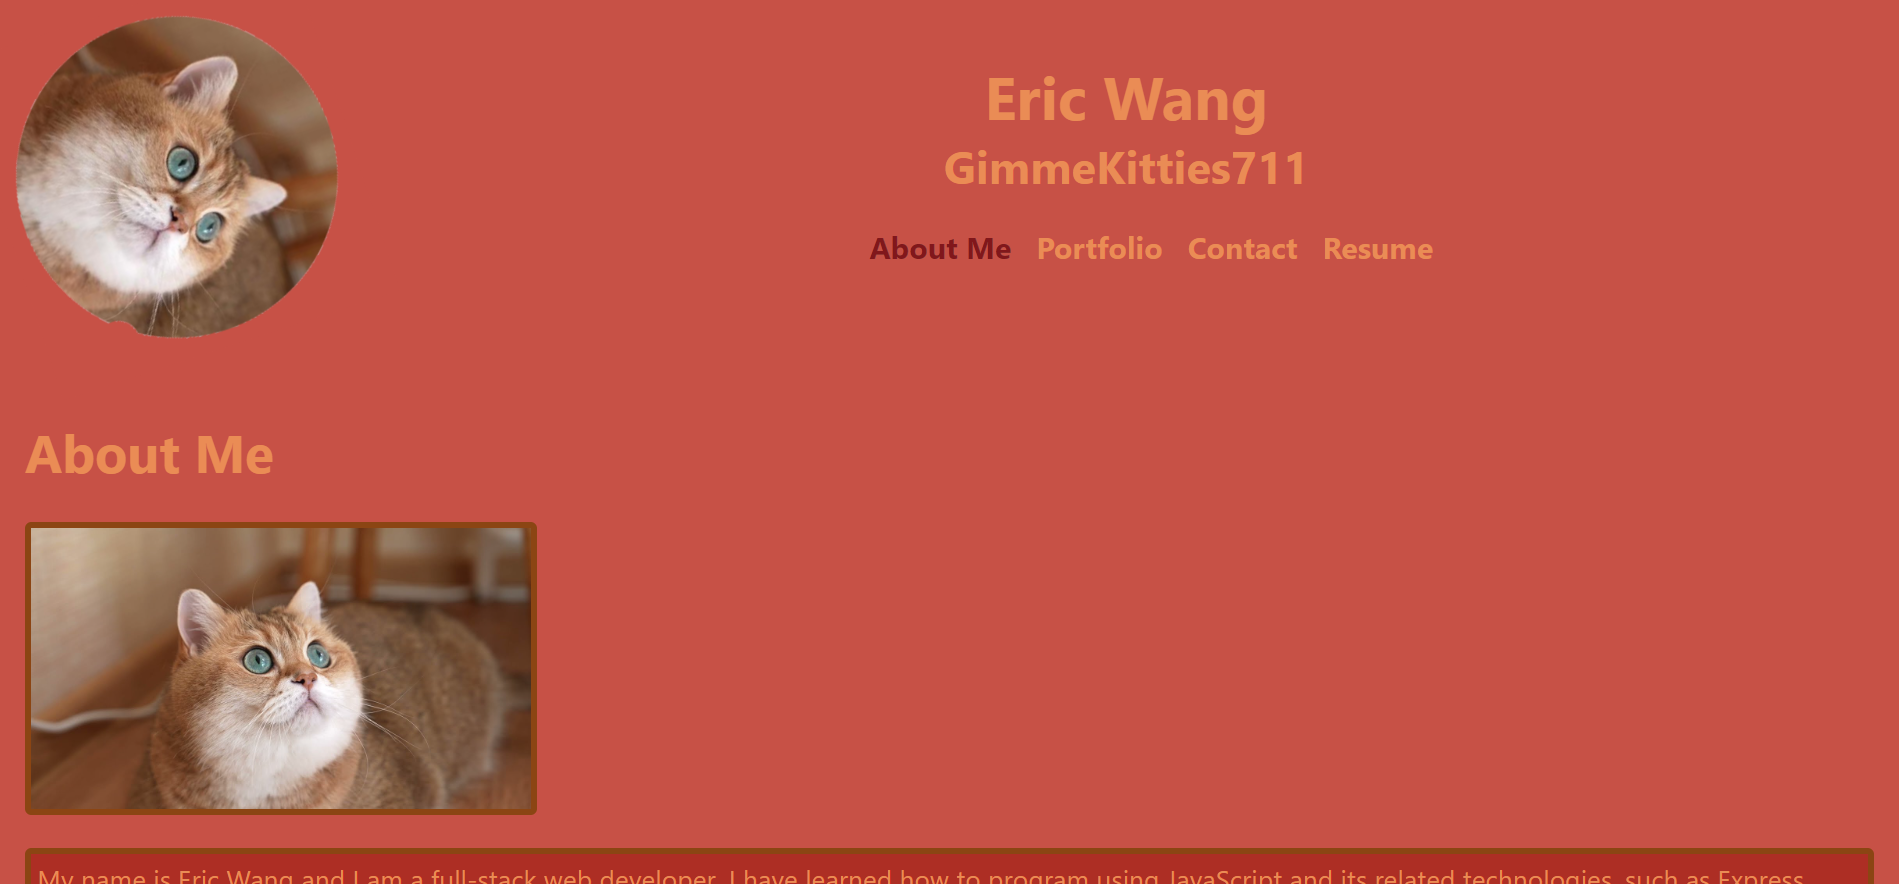 Eric Wang
GimmeKitties711
About Me Portfolio Contact Resume
About Me
My name is Eric Wang and I am a full-stack web developer. I have learned how to program using JavaScript and its related technologies, such as Express,